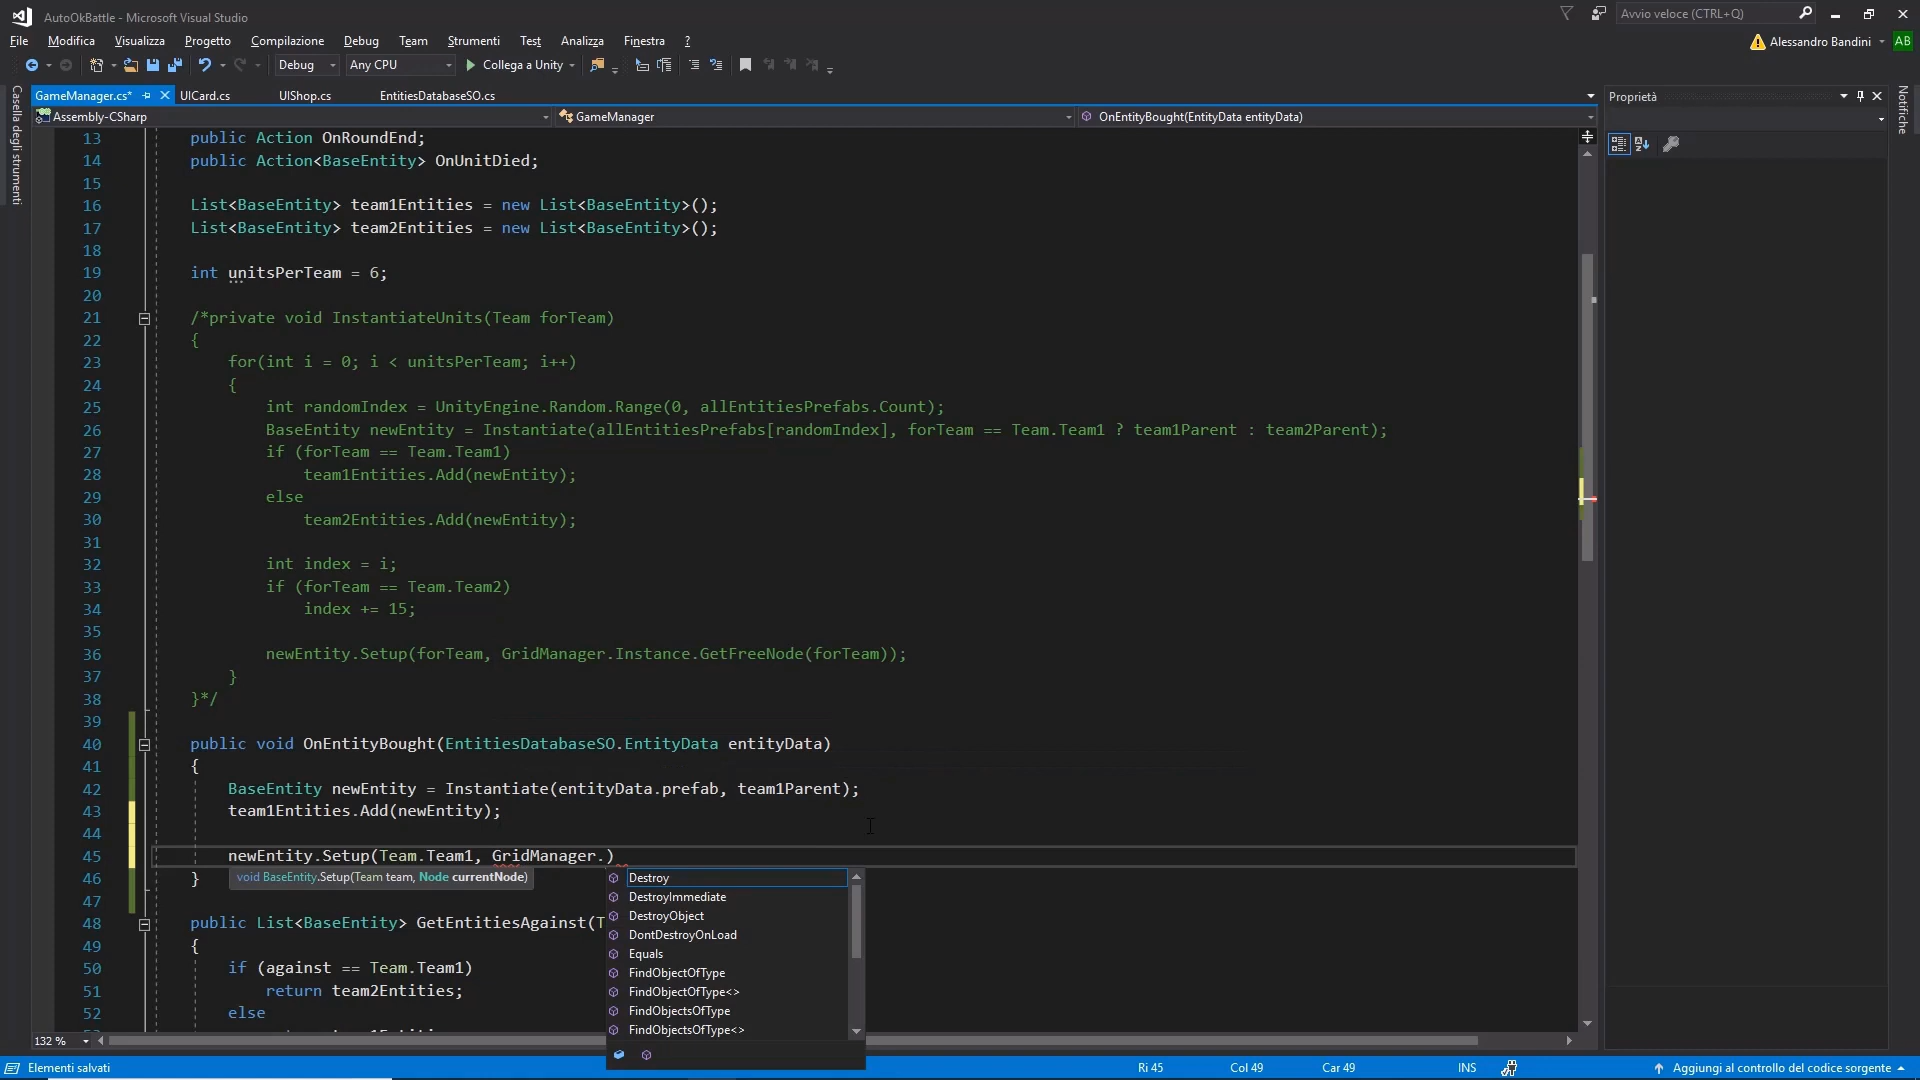 AutoOkBattle - Microsoft Visual Studio
Avvio veloce (CTRL+Q)
File Modifica Visualizza Progetto Compilazione Debug Team Strumenti Test Analizza Finestra ?
Alessandro Bandini AB
Debug Any CPU Collega a Unity
Casella degli strumenti
GameManager.cs* UICard.cs UIShop.cs EntitiesDatabaseSO.cs
Proprietà
Notifiche
Assembly-CSharp GameManager OnEntityBought(EntityData entityData)
13 public Action OnRoundEnd;
14 public Action<BaseEntity> OnUnitDied;
15
16 List<BaseEntity> team1Entities = new List<BaseEntity>();
17 List<BaseEntity> team2Entities = new List<BaseEntity>();
18
19 int unitsPerTeam = 6;
20
21 /*private void InstantiateUnits(Team forTeam)
22 {
23 for(int i = 0; i < unitsPerTeam; i++)
24 {
25 int randomIndex = UnityEngine.Random.Range(0, allEntitiesPrefabs.Count);
26 BaseEntity newEntity = Instantiate(allEntitiesPrefabs[randomIndex], forTeam == Team.Team1 ? team1Parent : team2Parent);
27 if (forTeam == Team.Team1)
28 team1Entities.Add(newEntity);
29 else
30 team2Entities.Add(newEntity);
31
32 int index = i;
33 if (forTeam == Team.Team2)
34 index += 15;
35
36 newEntity.Setup(forTeam, GridManager.Instance.GetFreeNode(forTeam));
37 }
38 }*/
39
40 public void OnEntityBought(EntitiesDatabaseSO.EntityData entityData)
41 {
42 BaseEntity newEntity = Instantiate(entityData.prefab, team1Parent);
43 team1Entities.Add(newEntity);
44
45 newEntity.Setup(Team.Team1, GridManager.)
46 }
void BaseEntity.Setup(Team team, Node currentNode)
Destroy
DestroyImmediate
DestroyObject
DontDestroyOnLoad
Equals
FindObjectOfType
FindObjectOfType<>
FindObjectsOfType
FindObjectsOfType<>
47
48 public List<BaseEntity> GetEntitiesAgainst(T
49 {
50 if (against == Team.Team1)
51 return team2Entities;
52 else
132 %
Elementi salvati Ri 45 Col 49 Car 49 INS Aggiungi al controllo del codice sorgente